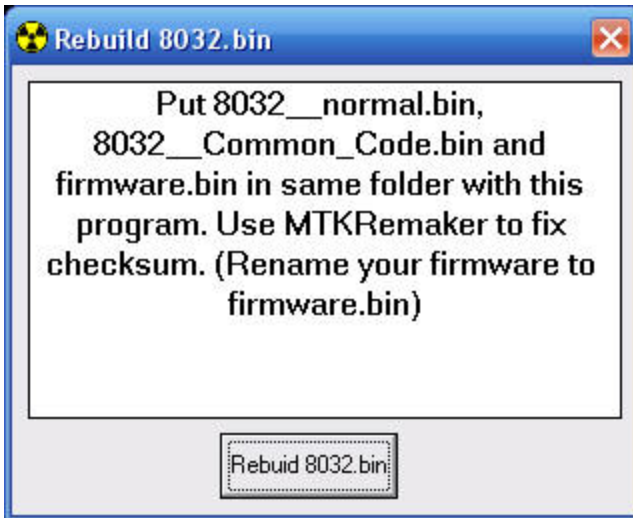 Rebuild 8032.bin
Put 8032__normal.bin,
8032__Common_Code.bin and
firmware.bin in same folder with this
program. Use MTKRemaker to fix
checksum. (Rename your firmware to
firmware.bin)
Rebuid 8032.bin